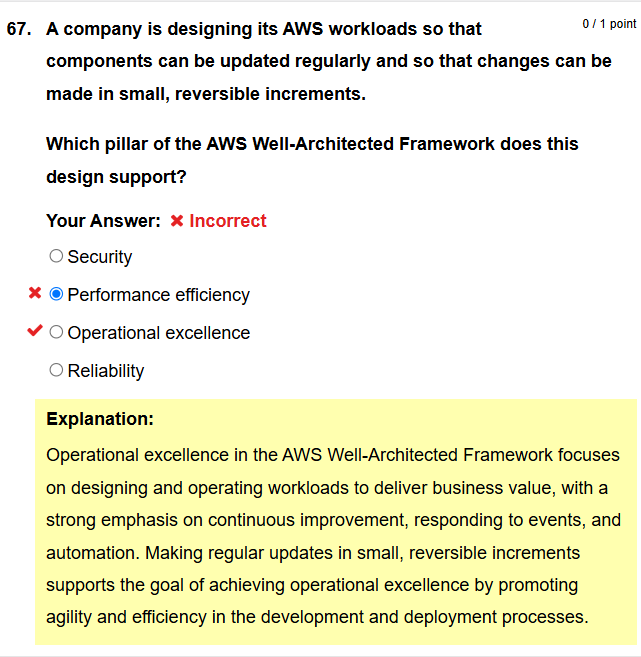 67. A company is designing its AWS workloads so that 0 / 1 point
components can be updated regularly and so that changes can be
made in small, reversible increments.
Which pillar of the AWS Well-Architected Framework does this
design support?
Your Answer: ✖ Incorrect
Security
✖ Performance efficiency
✔ Operational excellence
Reliability
Explanation:
Operational excellence in the AWS Well-Architected Framework focuses
on designing and operating workloads to deliver business value, with a
strong emphasis on continuous improvement, responding to events, and
automation. Making regular updates in small, reversible increments
supports the goal of achieving operational excellence by promoting
agility and efficiency in the development and deployment processes.